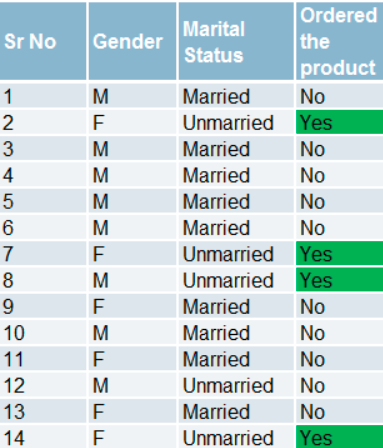 Sr No Gender Marital Status Ordered the product
1 M Married No
2 F Unmarried Yes
3 M Married No
4 M Married No
5 M Married No
6 M Married No
7 F Unmarried Yes
8 M Unmarried Yes
9 F Married No
10 M Married No
11 F Married No
12 M Unmarried No
13 F Married No
14 F Unmarried Yes